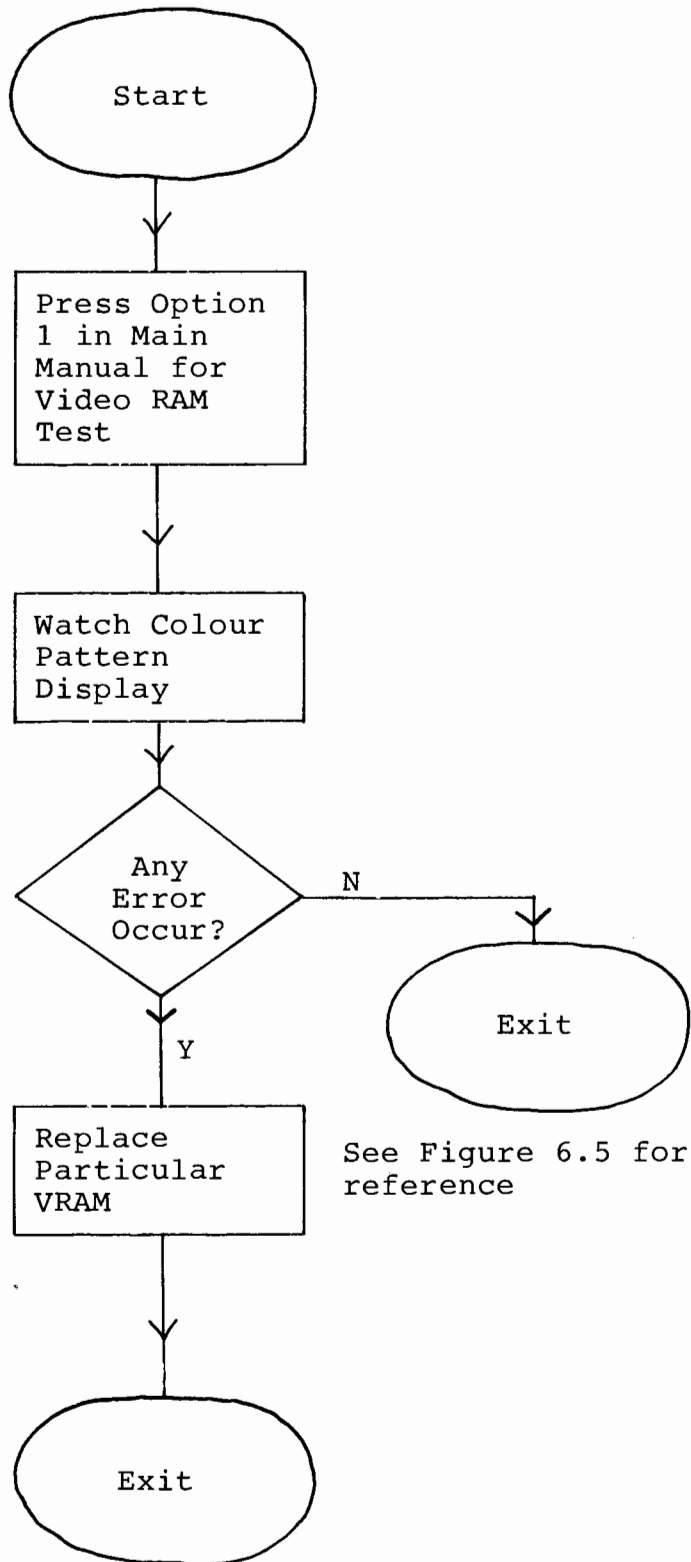 Start
Press Option
1 in Main
Manual for
Video RAM
Test
Watch Colour
Pattern
Display
Any
Error
Occur?
N
Exit
Y
Replace
Particular
VRAM
See Figure 6.5 for
reference
Exit